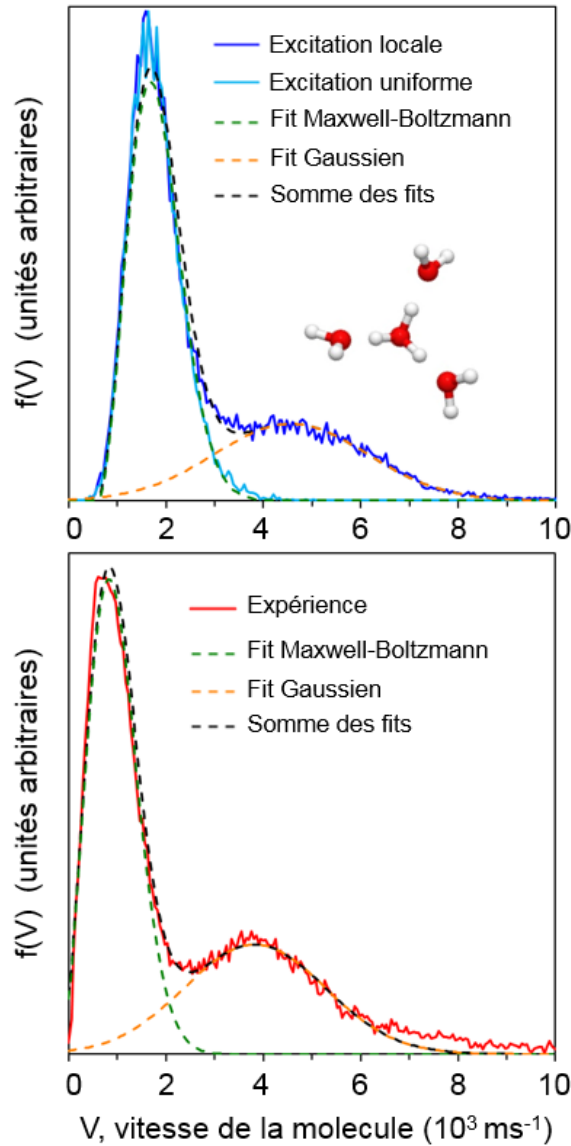 f(V) (unités arbitraires)
Excitation locale
Excitation uniforme
Fit Maxwell-Boltzmann
Fit Gaussien
Somme des fits
0 2 4 6 8 10
f(V) (unités arbitraires)
Expérience
Fit Maxwell-Boltzmann
Fit Gaussien
Somme des fits
0 2 4 6 8 10
V, vitesse de la molecule (10³ ms⁻¹)